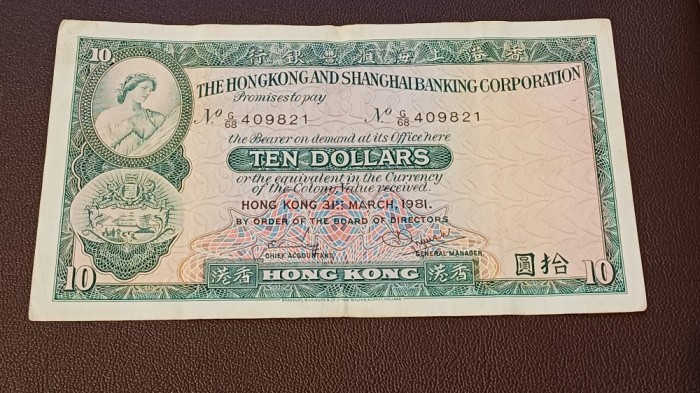 行銀豐滙海上港香
10
THE HONGKONG AND SHANGHAI BANKING CORPORATION
Promises to pay
Nº G/68 409821 Nº G/68 409821
the Bearer on demand at its Office here
TEN DOLLARS
or the equivalent in the Currency
of the Colony, Value received.
HONG KONG 31ST MARCH, 1981.
BY ORDER OF THE BOARD OF DIRECTORS
CHIEF ACCOUNTANT GENERAL MANAGER
10 港香 HONG KONG 港香 圓拾 10